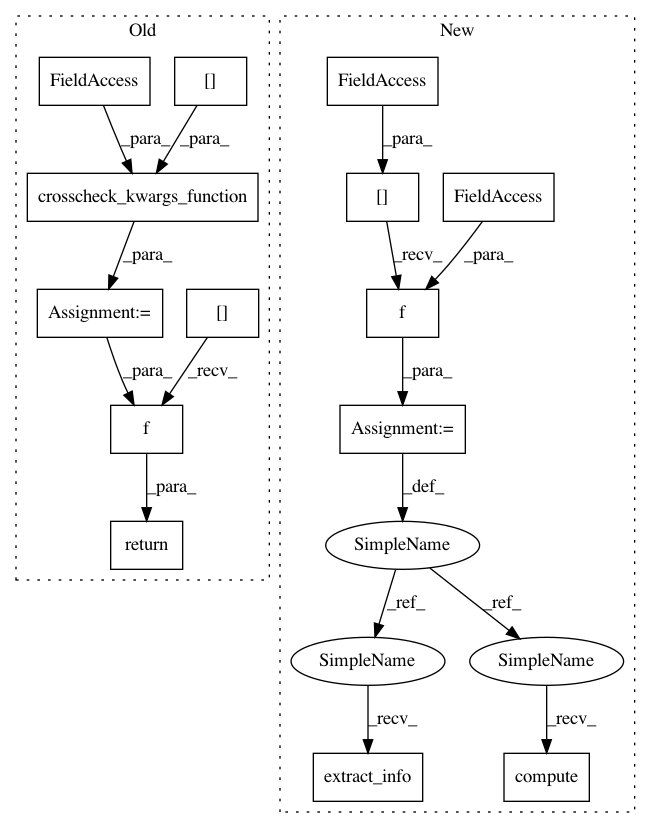 Old
New
FieldAccess
[]
FieldAccess
_para_
_para_
_para_
crosscheck_kwargs_function
[]
FieldAccess
_para_
_recv_
_para_
Assignment:=
[]
f
_para_
_recv_
_para_
f
Assignment:=
_para_
_def_
return
SimpleName
_ref_
_ref_
SimpleName
SimpleName
_recv_
_recv_
extract_info
compute